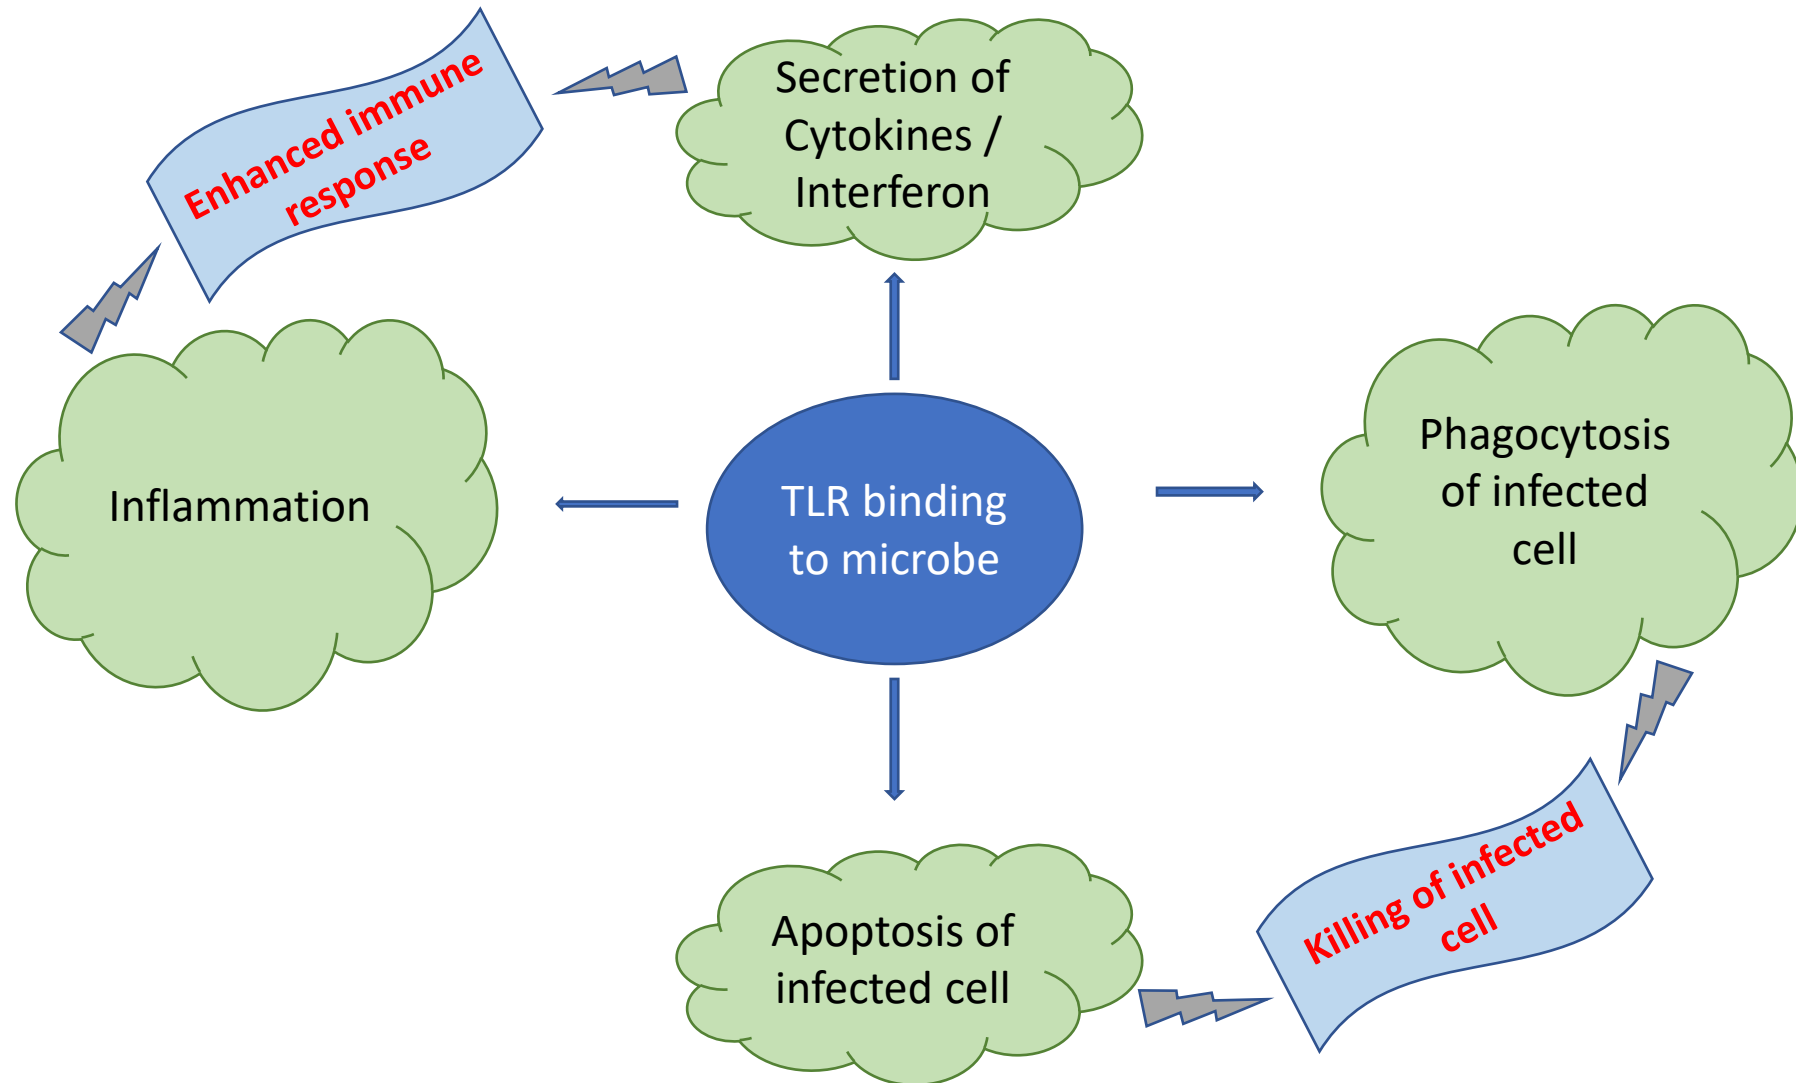 Enhanced immune
response
Secretion of
Cytokines /
Interferon
Inflammation
TLR binding
to microbe
Phagocytosis
of infected
cell
Apoptosis of
infected cell
Killing of infected
cell